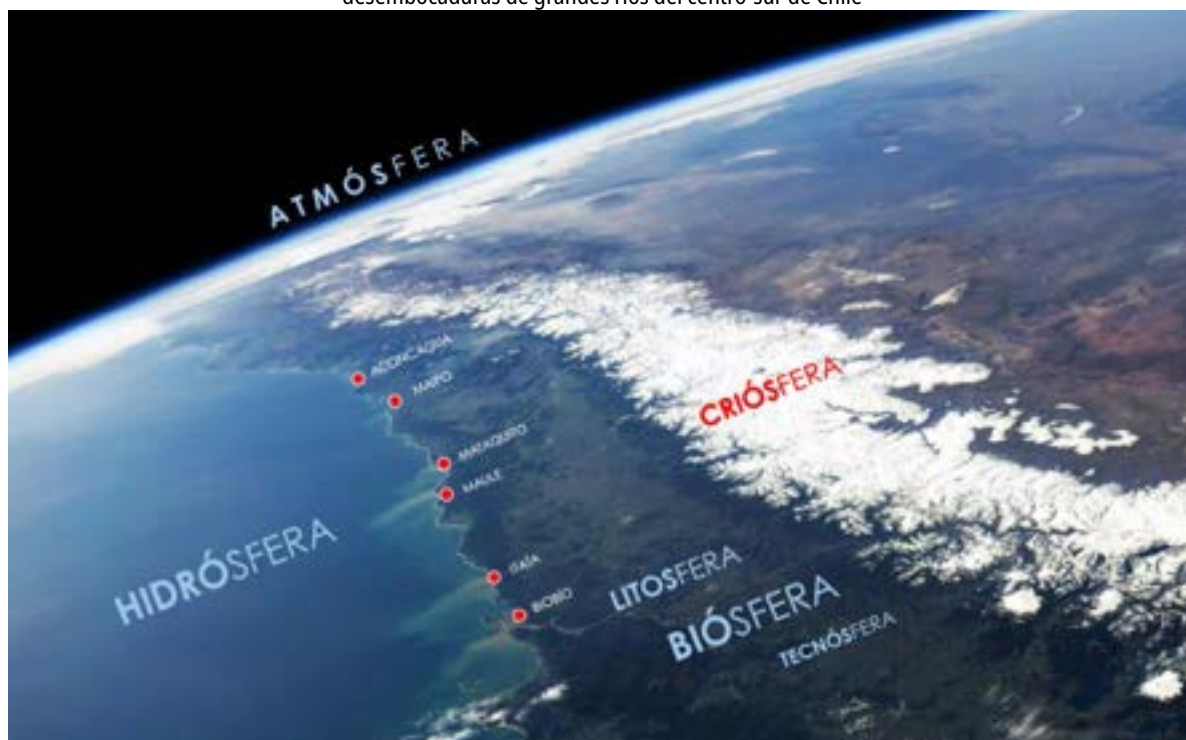 desembocaduras de grandes ríos del centro-sur de Chile
ATMÓSFERA
ACONCAGUA
MAIPO
CRIÓSFERA
MATAQUITO
MAULE
HIDRÓSFERA
ITATA
LITOSFERA
BIOBÍO
BIÓSFERA
TECNÓSFERA